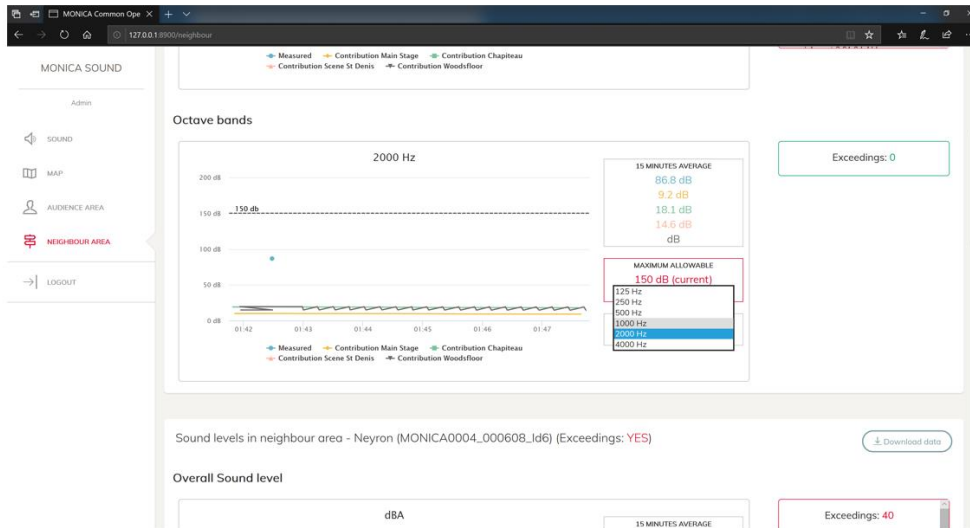 MONICA Common Ope
127.0.0.1:8900/neighbour
MONICA SOUND
Admin
SOUND
MAP
AUDIENCE AREA
NEIGHBOUR AREA
LOGOUT
Measured Contribution Main Stage Contribution Chapiteau
Contribution Scene St Denis Contribution Woodsfloor
Octave bands
2000 Hz
200 dB
150 dB
150 db
100 dB
50 dB
0 dB
01:42 01:43 01:44 01:45 01:46 01:47
Measured Contribution Main Stage Contribution Chapiteau
Contribution Scene St Denis Contribution Woodsfloor
15 MINUTES AVERAGE
86.8 dB
9.2 dB
18.1 dB
14.6 dB
dB
MAXIMUM ALLOWABLE
150 dB (current)
125 Hz
250 Hz
500 Hz
1000 Hz
2000 Hz
4000 Hz
Exceedings: 0
Sound levels in neighbour area - Neyron (MONICA0004_000608_Id6) (Exceedings: YES)
Download data
Overall Sound level
dBA
15 MINUTES AVERAGE
Exceedings: 40